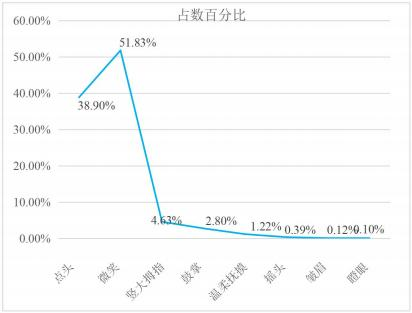 占数百分比
60.00%
50.00%
40.00%
30.00%
20.00%
10.00%
0.00%
38.90%
51.83%
4.63%
2.80%
1.22%
0.39%
0.12%
0.10%
点头
微笑
竖大拇指
鼓掌
温柔抚摸
摇头
皱眉
瞪眼